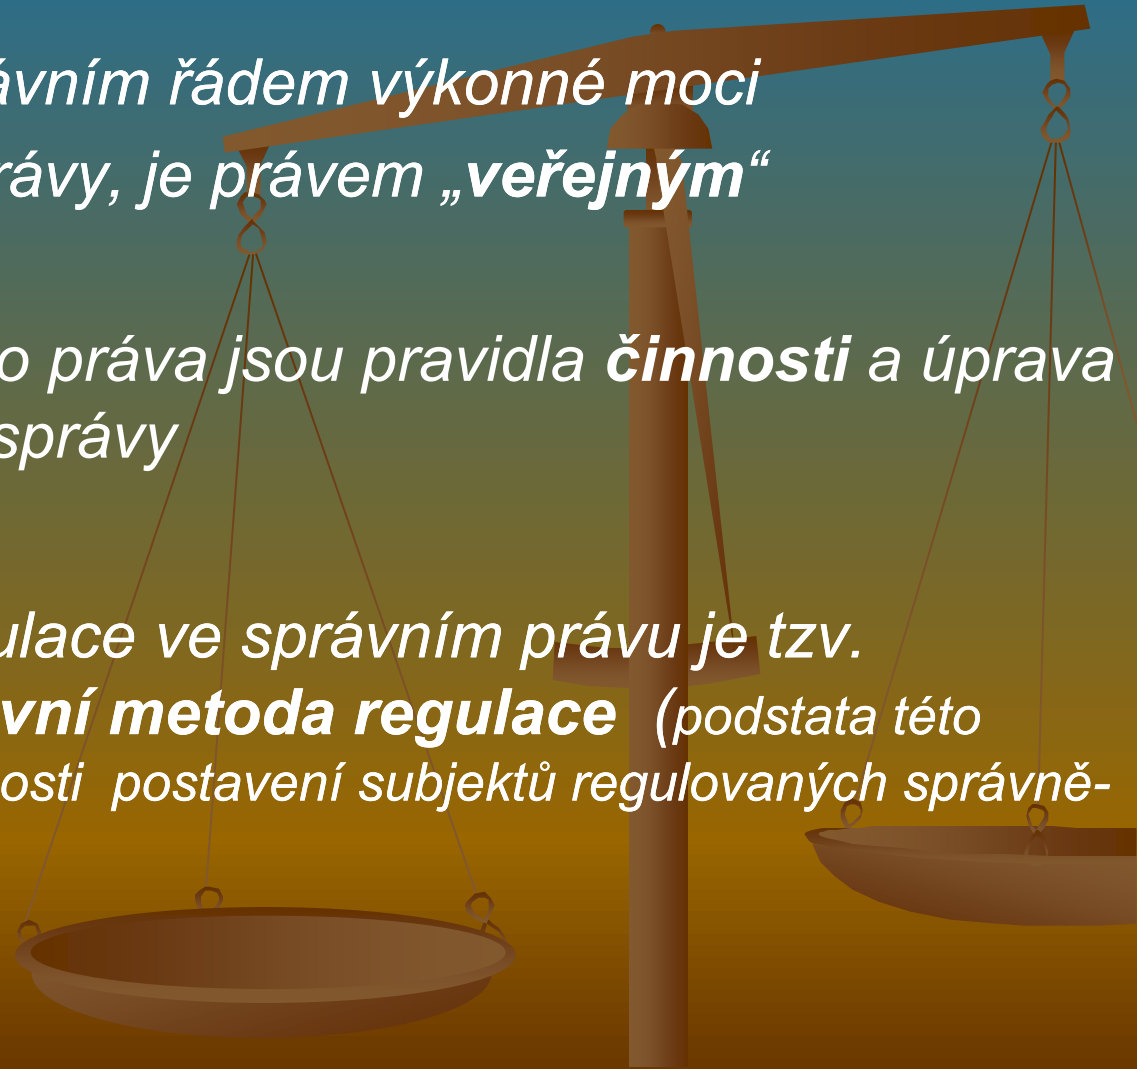 ávním řádem výkonné moci
rávy, je právem „veřejným“
o práva jsou pravidla činnosti a úprava
správy
ulace ve správním právu je tzv.
vní metoda regulace (podstata této
osti postavení subjektů regulovaných správně-